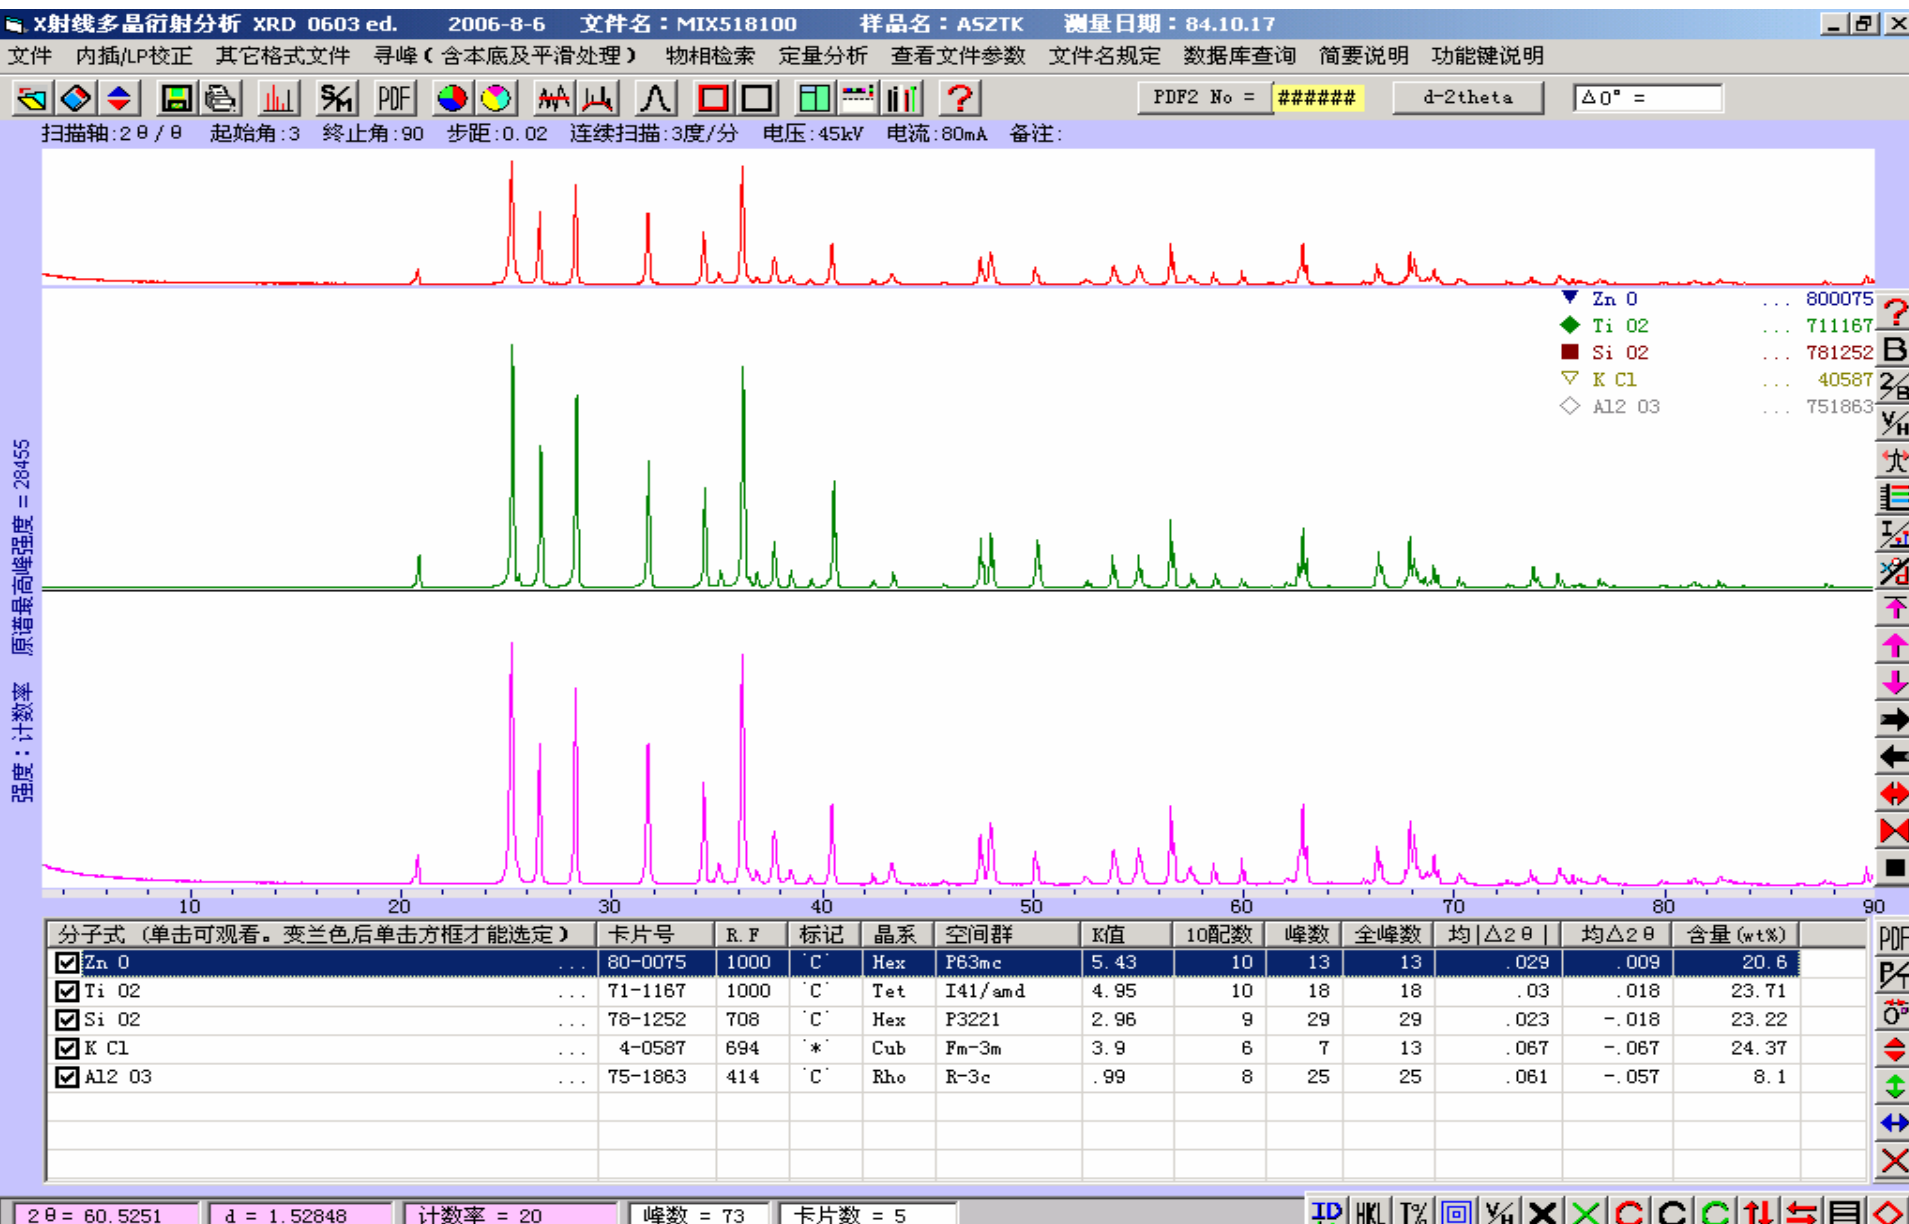 X射线多晶衍射分析 XRD 0603 ed. 2006-8-6 文件名：MIX518100 样品名：ASZTK 测量日期：84.10.17
文件 内插/LP校正 其它格式文件 寻峰（含本底及平滑处理） 物相检索 定量分析 查看文件参数 文件名规定 数据库查询 简要说明 功能键说明
S/M PDF ? PDF2 No = ###### d-2theta Δ0° =
扫描轴:2θ/θ 起始角:3 终止角:90 步距:0.02 连续扫描:3度/分 电压:45kV 电流:80mA 备注:
Zn O ... 800075
Ti O2 ... 711167
Si O2 ... 781252
K Cl ... 40587
Al2 O3 ... 751863
强度：计数率 原谱最高峰强度 = 28455
10 20 30 40 50 60 70 80 90
分子式（单击可观看。变兰色后单击方框才能选定） 卡片号 R.F 标记 晶系 空间群 K值 10配数 峰数 全峰数 均|△2θ| 均△2θ 含量(wt%)
Zn O ... 80-0075 1000 'C' Hex P63mc 5.43 10 13 13 .029 .009 20.6
Ti O2 ... 71-1167 1000 'C' Tet I41/amd 4.95 10 18 18 .03 .018 23.71
Si O2 ... 78-1252 708 'C' Hex P3221 2.96 9 29 29 .023 -.018 23.22
K Cl ... 4-0587 694 '*' Cub Fm-3m 3.9 6 7 13 .067 -.067 24.37
Al2 O3 ... 75-1863 414 'C' Rho R-3c .99 8 25 25 .061 -.057 8.1
2θ= 60.5251 d = 1.52848 计数率 = 20 峰数 = 73 卡片数 = 5 ID HKL T%